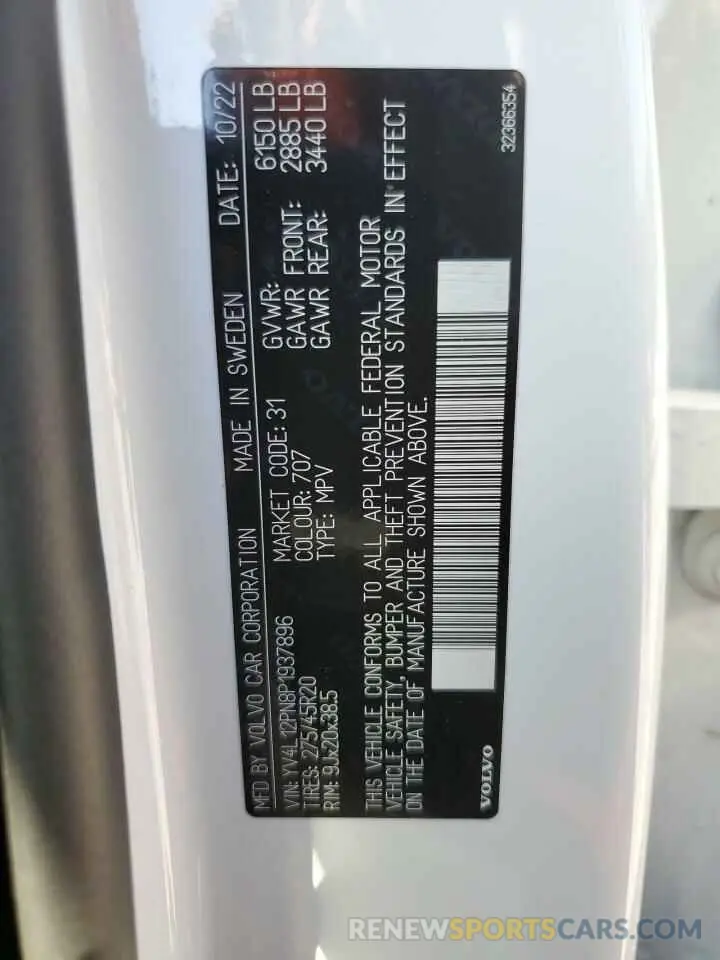 MFD BY VOLVO CAR CORPORATION MADE IN SWEDEN DATE: 10/22
VIN: YV4L12PN8P1937896 MARKET CODE: 31 GVWR: 6150 LB
TIRES: 275/45R20 COLOUR: 707 GAWR FRONT: 2885 LB
RIM: 9Jx20x38.5 TYPE: MPV GAWR REAR: 3440 LB
THIS VEHICLE CONFORMS TO ALL APPLICABLE FEDERAL MOTOR
VEHICLE SAFETY, BUMPER AND THEFT PREVENTION STANDARDS IN EFFECT
ON THE DATE OF MANUFACTURE SHOWN ABOVE.
VOLVO 32366354
RENEWSPORTSCARS.COM